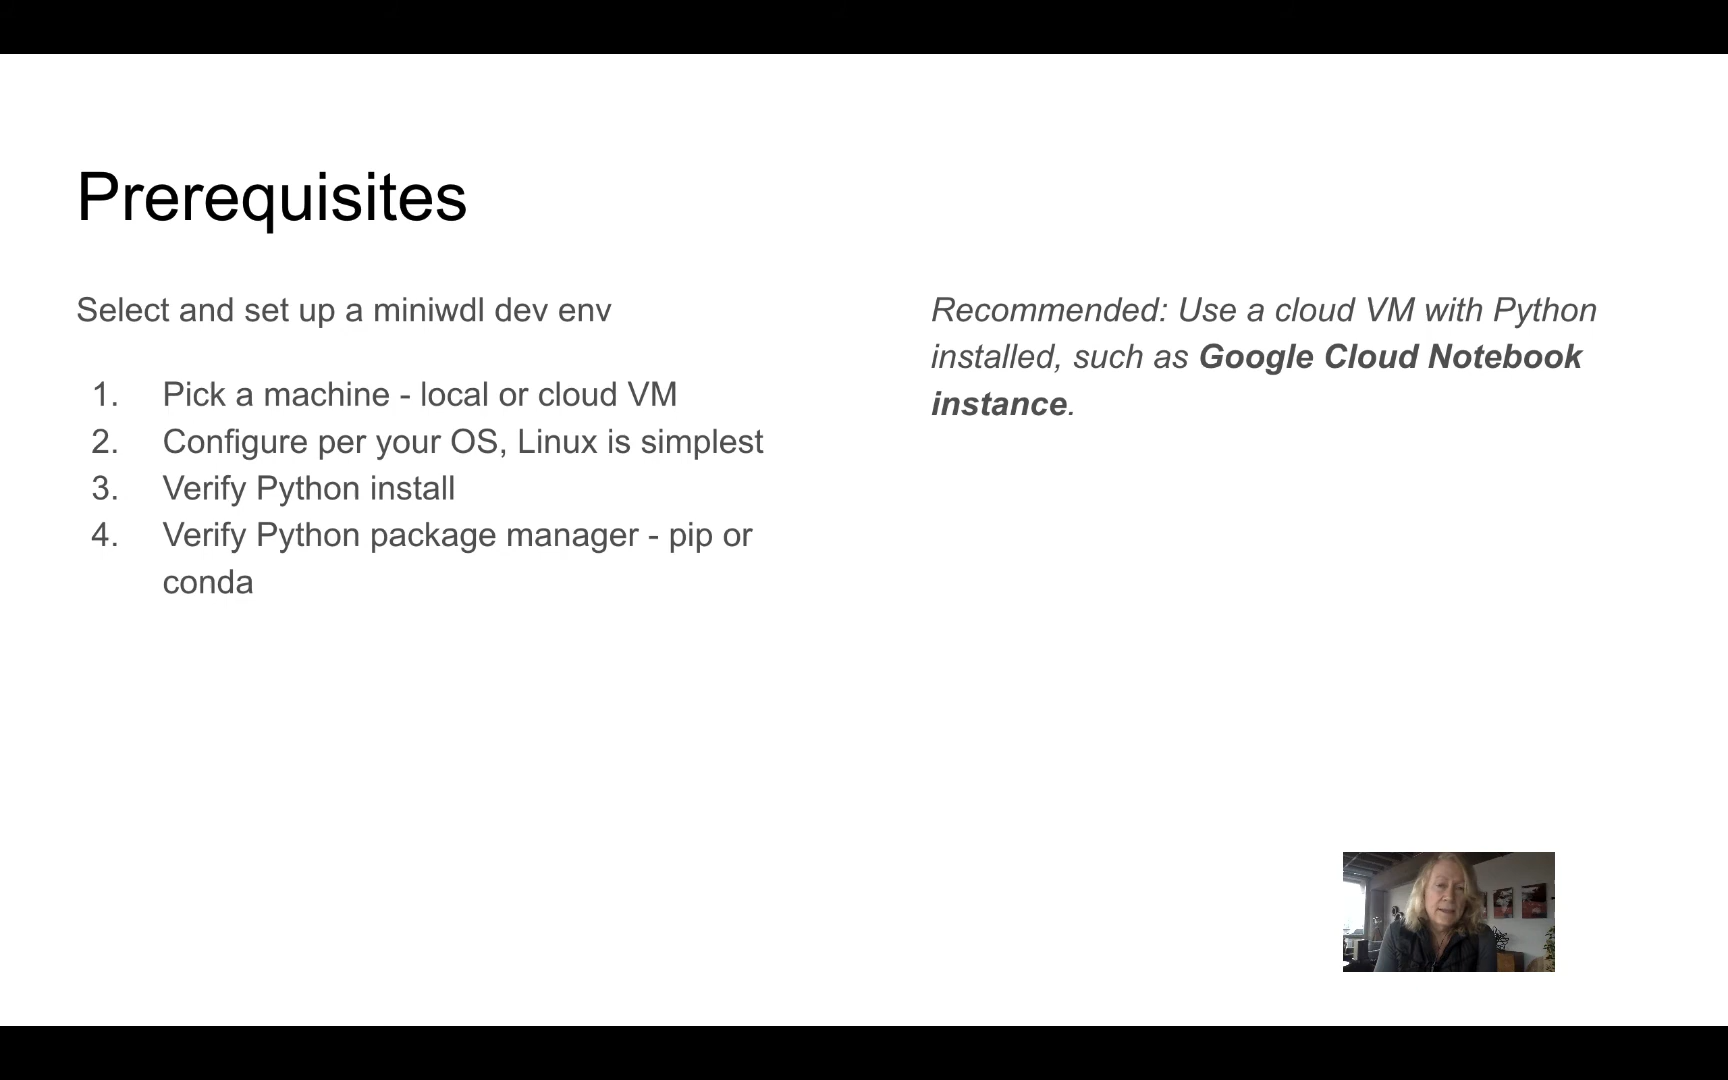 Prerequisites
Select and set up a miniwdl dev env
1. Pick a machine - local or cloud VM
2. Configure per your OS, Linux is simplest
3. Verify Python install
4. Verify Python package manager - pip or
conda
Recommended: Use a cloud VM with Python
installed, such as Google Cloud Notebook
instance.